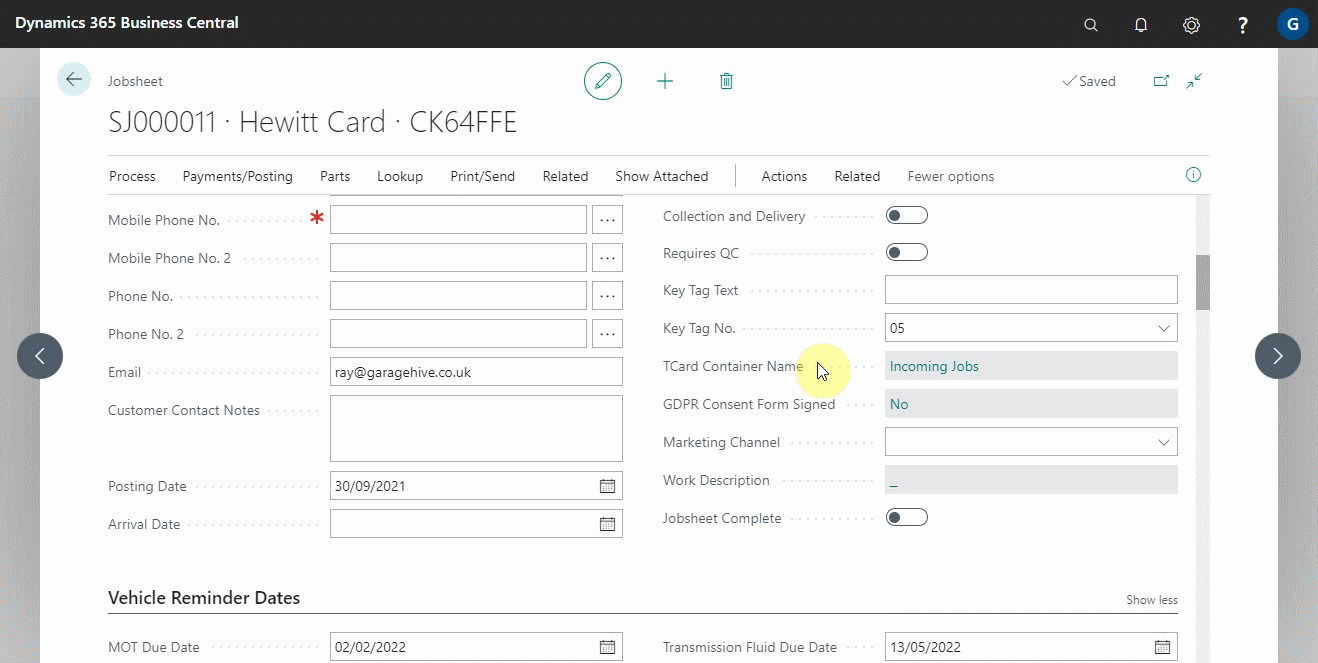 Dynamics 365 Business Central
?
G
Jobsheet
Saved
SJ000011 · Hewitt Card · CK64FFE
Process Payments/Posting Parts Lookup Print/Send Related Show Attached Actions Related Fewer options
Mobile Phone No. * ...
Mobile Phone No. 2 ...
Phone No. ...
Phone No. 2 ...
Email ray@garagehive.co.uk
Customer Contact Notes
Posting Date 30/09/2021
Arrival Date
Collection and Delivery
Requires QC
Key Tag Text
Key Tag No. 05
TCard Container Name Incoming Jobs
GDPR Consent Form Signed No
Marketing Channel
Work Description _
Jobsheet Complete
Vehicle Reminder Dates Show less
MOT Due Date 02/02/2022
Transmission Fluid Due Date 13/05/2022